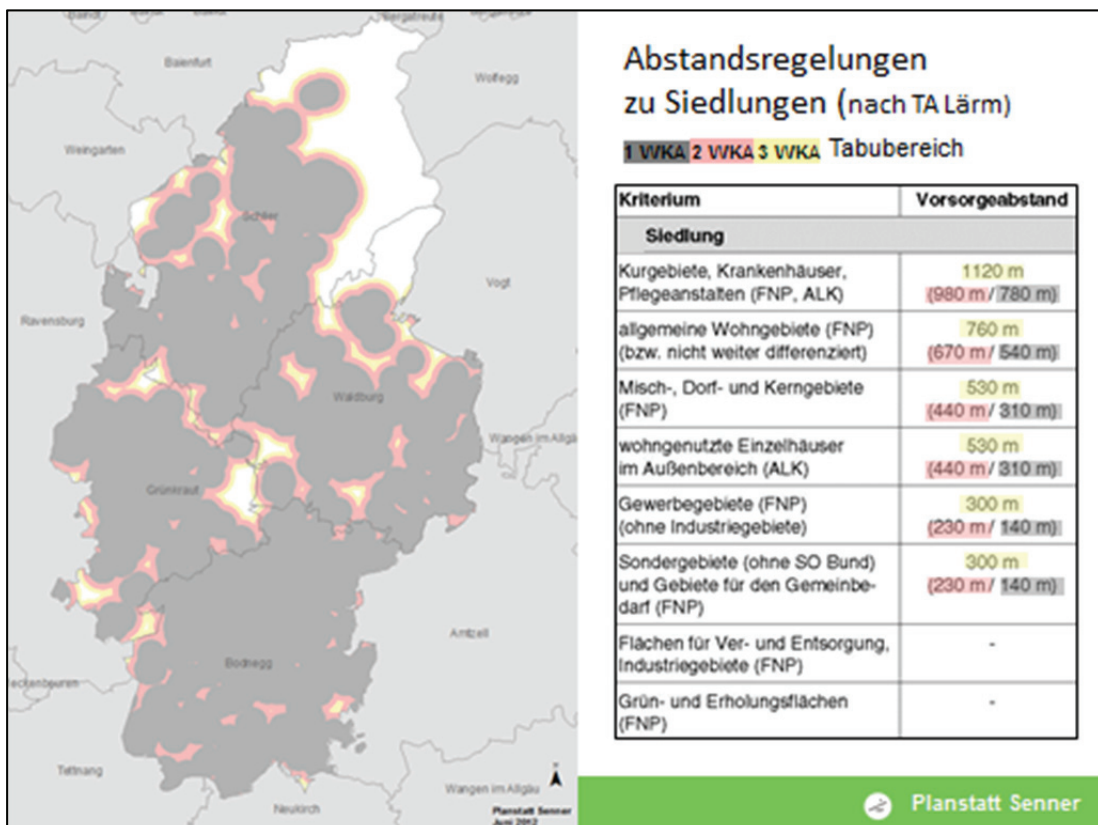 Baindt
Bergatreute
Baienfurt
Wolfegg
Weingarten
Schlier
Vogt
Ravensburg
Waldburg
Wangen im Allgäu
Grünkraut
Amtzell
Bodnegg
Tettnang
Wangen im Allgäu
Neukirch
Planstatt Senner
Juni 2012
Abstandsregelungen
zu Siedlungen (nach TA Lärm)
1 WKA 2 WKA 3 WKA Tabubereich
Kriterium Vorsorgeabstand
Siedlung
Kurgebiete, Krankenhäuser, 1120 m
Pflegeanstalten (FNP, ALK) (980 m / 780 m)
allgemeine Wohngebiete (FNP) 760 m
(bzw. nicht weiter differenziert) (670 m / 540 m)
Misch-, Dorf- und Kerngebiete 530 m
(FNP) (440 m / 310 m)
wohngenutzte Einzelhäuser 530 m
im Außenbereich (ALK) (440 m / 310 m)
Gewerbegebiete (FNP) 300 m
(ohne Industriegebiete) (230 m / 140 m)
Sondergebiete (ohne SO Bund) 300 m
und Gebiete für den Gemeinbe- (230 m / 140 m)
darf (FNP)
Flächen für Ver- und Entsorgung, -
Industriegebiete (FNP)
Grün- und Erholungsflächen -
(FNP)
Planstatt Senner